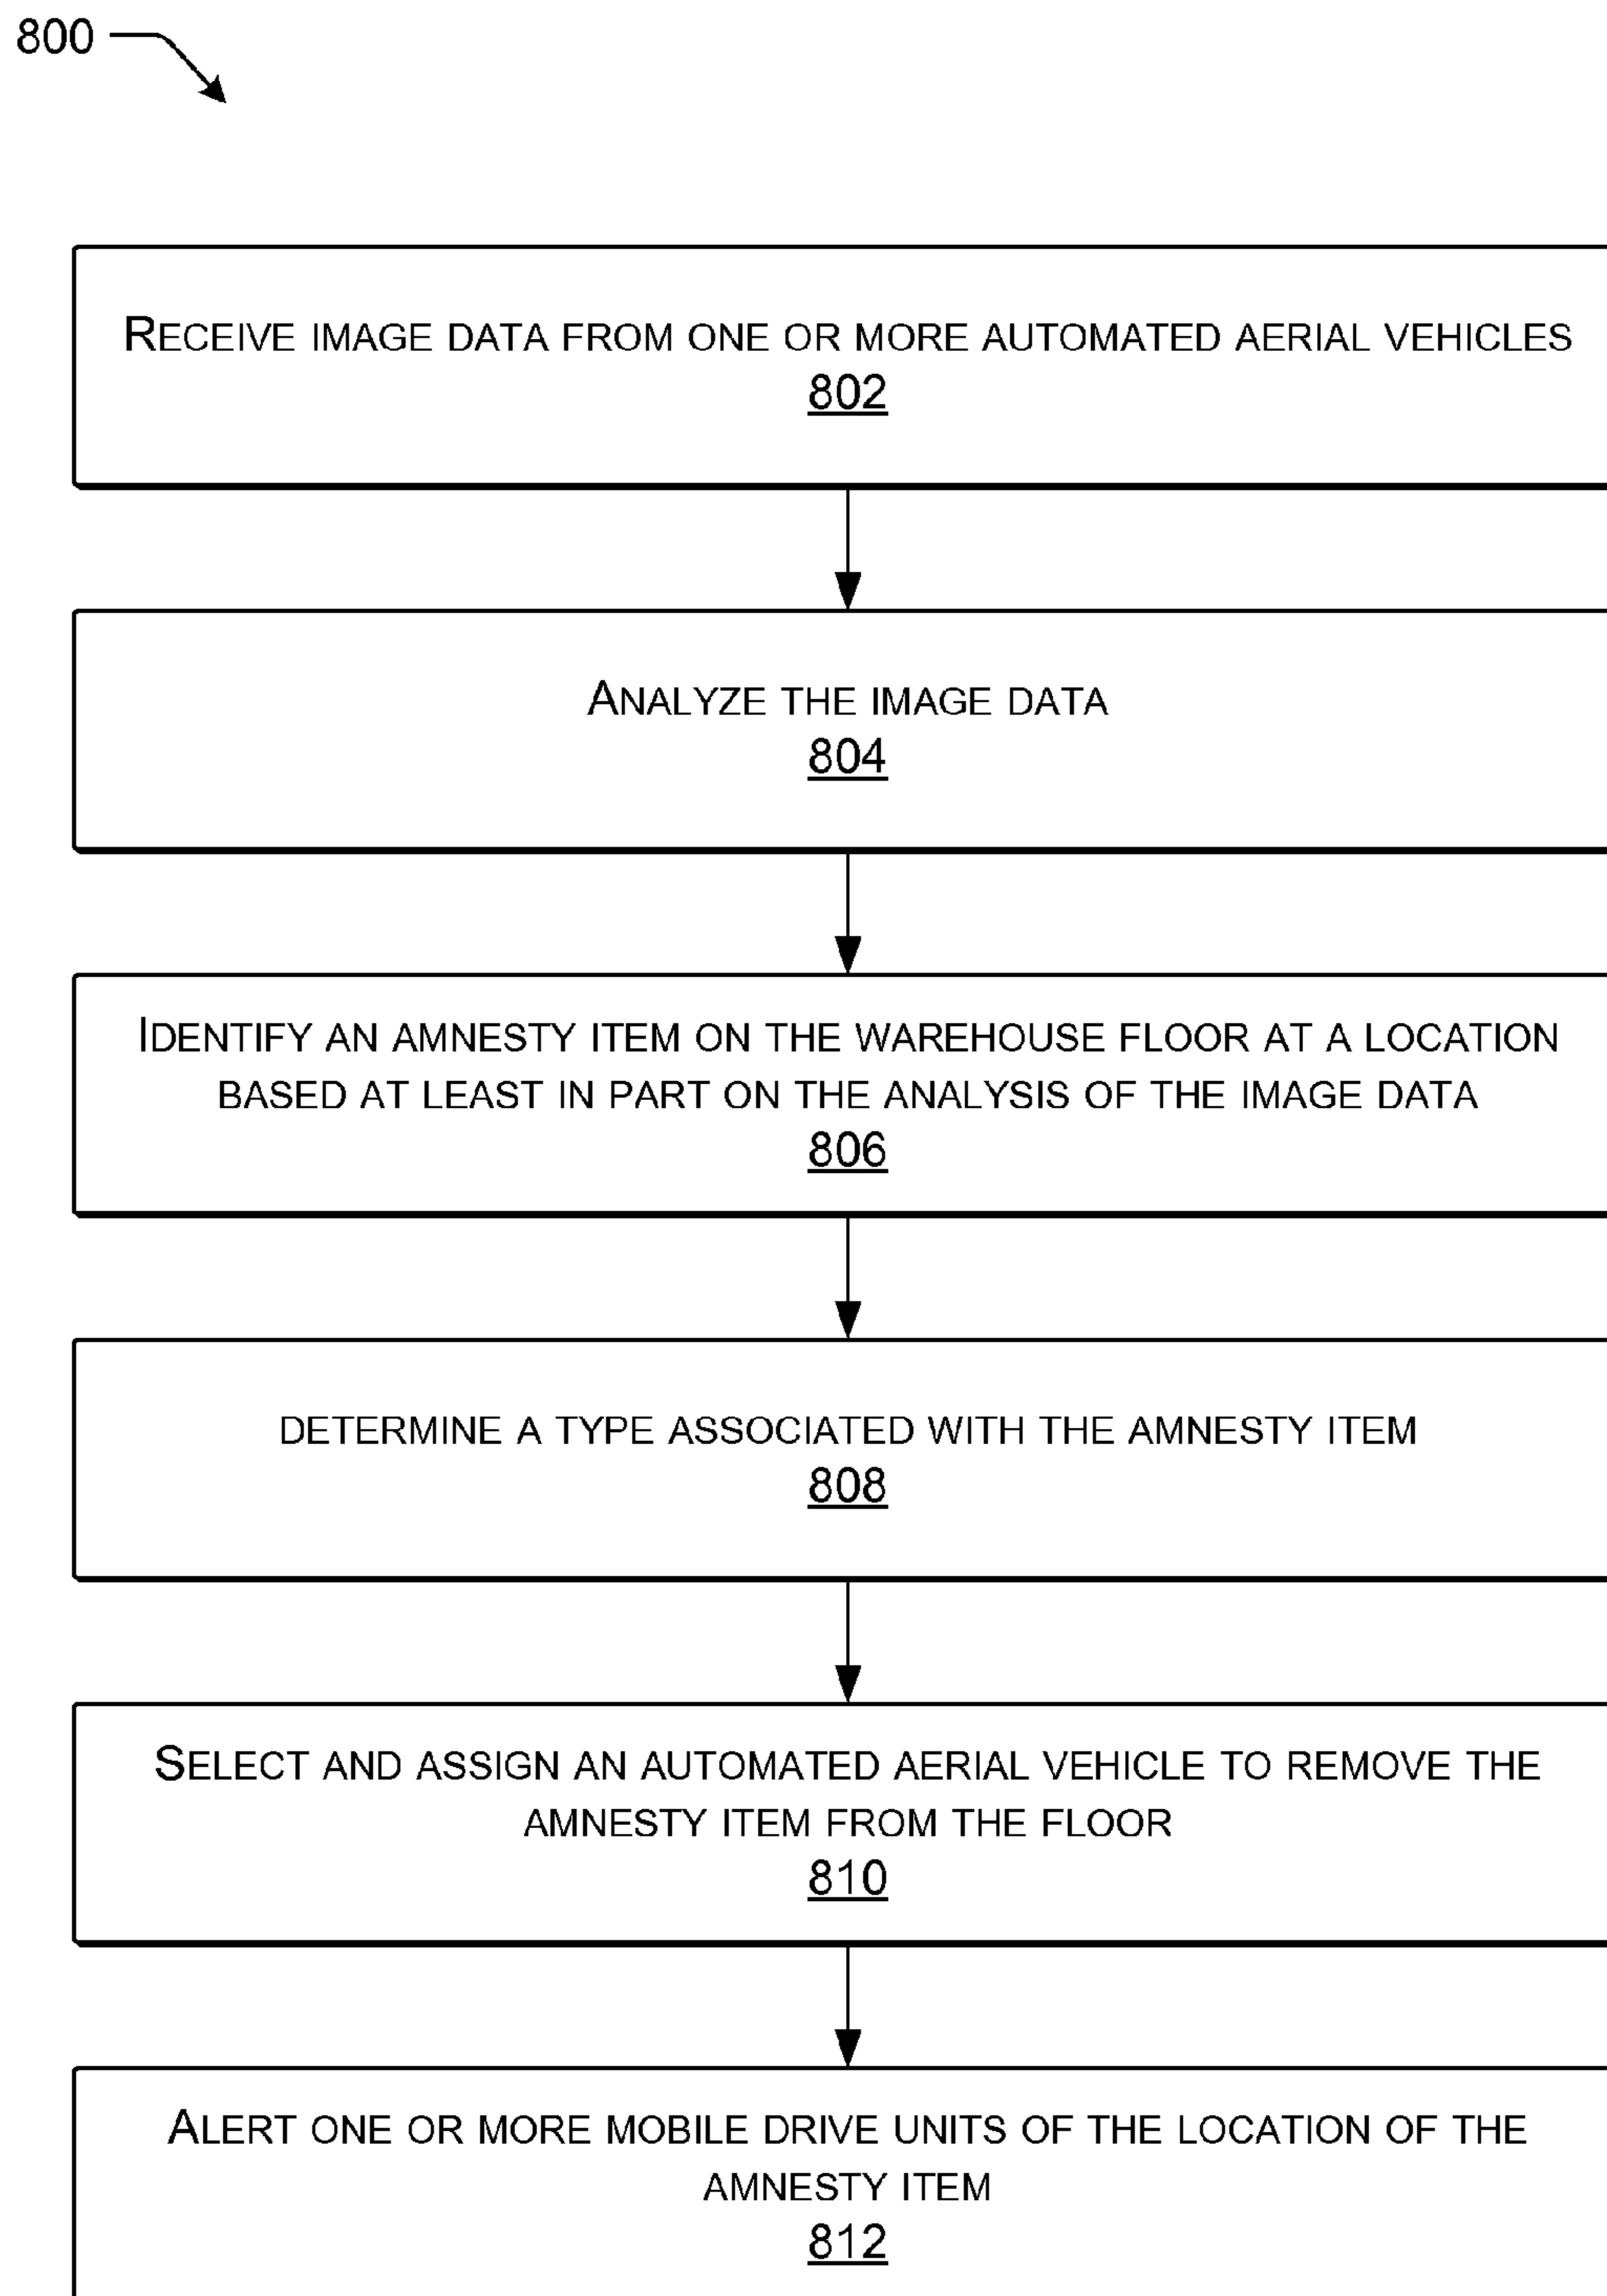 800
RECEIVE IMAGE DATA FROM ONE OR MORE AUTOMATED AERIAL VEHICLES
802
ANALYZE THE IMAGE DATA
804
IDENTIFY AN AMNESTY ITEM ON THE WAREHOUSE FLOOR AT A LOCATION
BASED AT LEAST IN PART ON THE ANALYSIS OF THE IMAGE DATA
806
DETERMINE A TYPE ASSOCIATED WITH THE AMNESTY ITEM
808
SELECT AND ASSIGN AN AUTOMATED AERIAL VEHICLE TO REMOVE THE
AMNESTY ITEM FROM THE FLOOR
810
ALERT ONE OR MORE MOBILE DRIVE UNITS OF THE LOCATION OF THE
AMNESTY ITEM
812